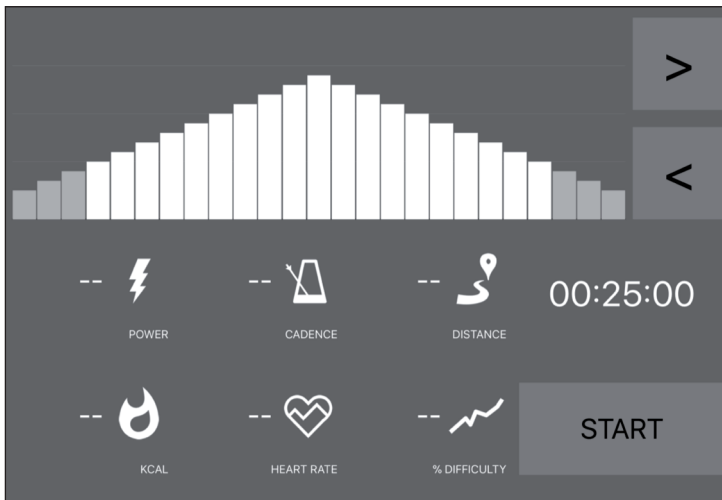 >
<
-- -- -- 00:25:00
POWER CADENCE DISTANCE
-- -- -- START
KCAL HEART RATE % DIFFICULTY